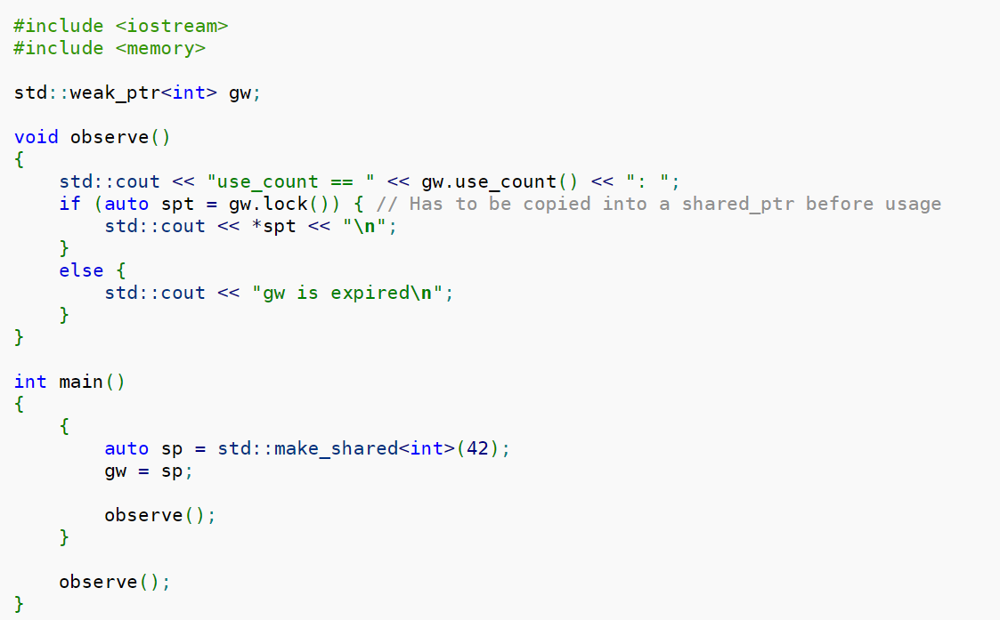 #include <iostream>
#include <memory>

std::weak_ptr<int> gw;

void observe()
{
    std::cout << "use_count == " << gw.use_count() << ": ";
    if (auto spt = gw.lock()) { // Has to be copied into a shared_ptr before usage
        std::cout << *spt << "\n";
    }
    else {
        std::cout << "gw is expired\n";
    }
}

int main()
{
    {
        auto sp = std::make_shared<int>(42);
        gw = sp;

        observe();
    }

    observe();
}